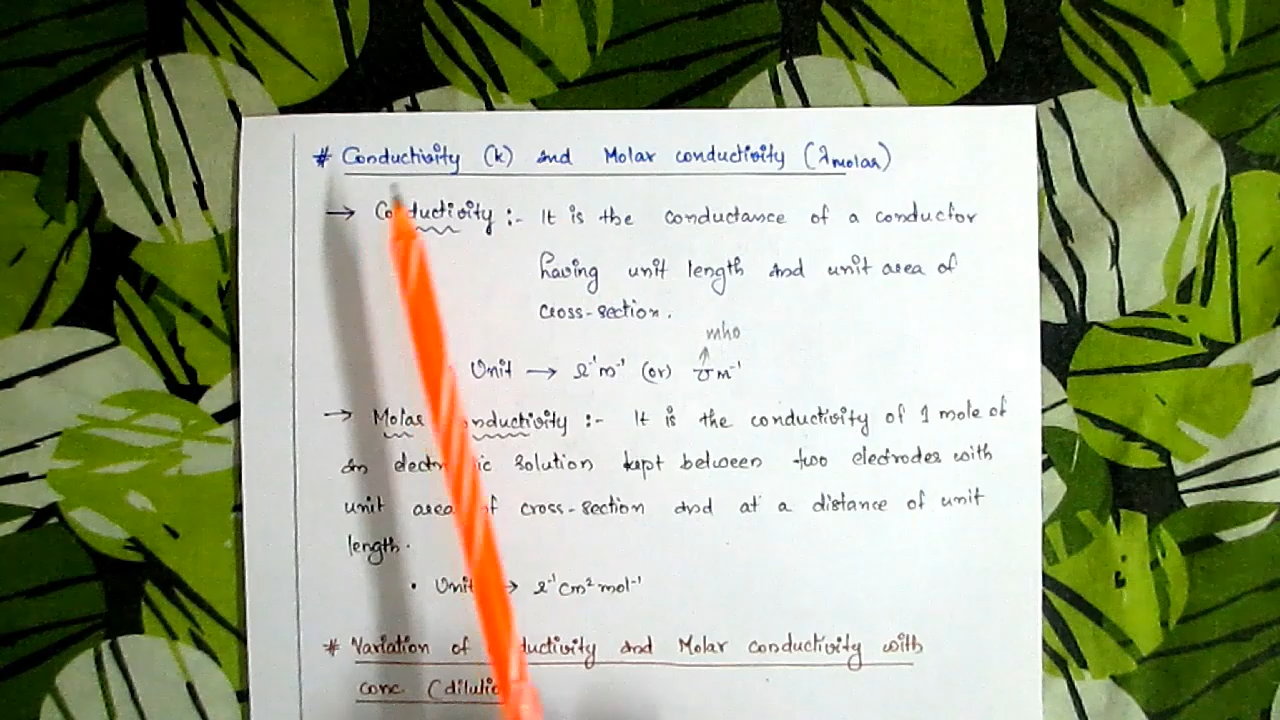 # Conductivity (k) and Molar conductivity (λmolar)
→ Conductivity :- It is the conductance of a conductor
having unit length and unit area of
cross-section.
mho
Unit → Ω⁻¹m⁻¹ (or) ℧m⁻¹
→ Molar conductivity :- It is the conductivity of 1 mole of
an ic solution kept between two electrodes with
unit area of cross-section and at a distance of unit
length.
• Unit → Ω⁻¹cm²mol⁻¹
# Variation of ductivity and Molar conductivity with
conc. (dilutio